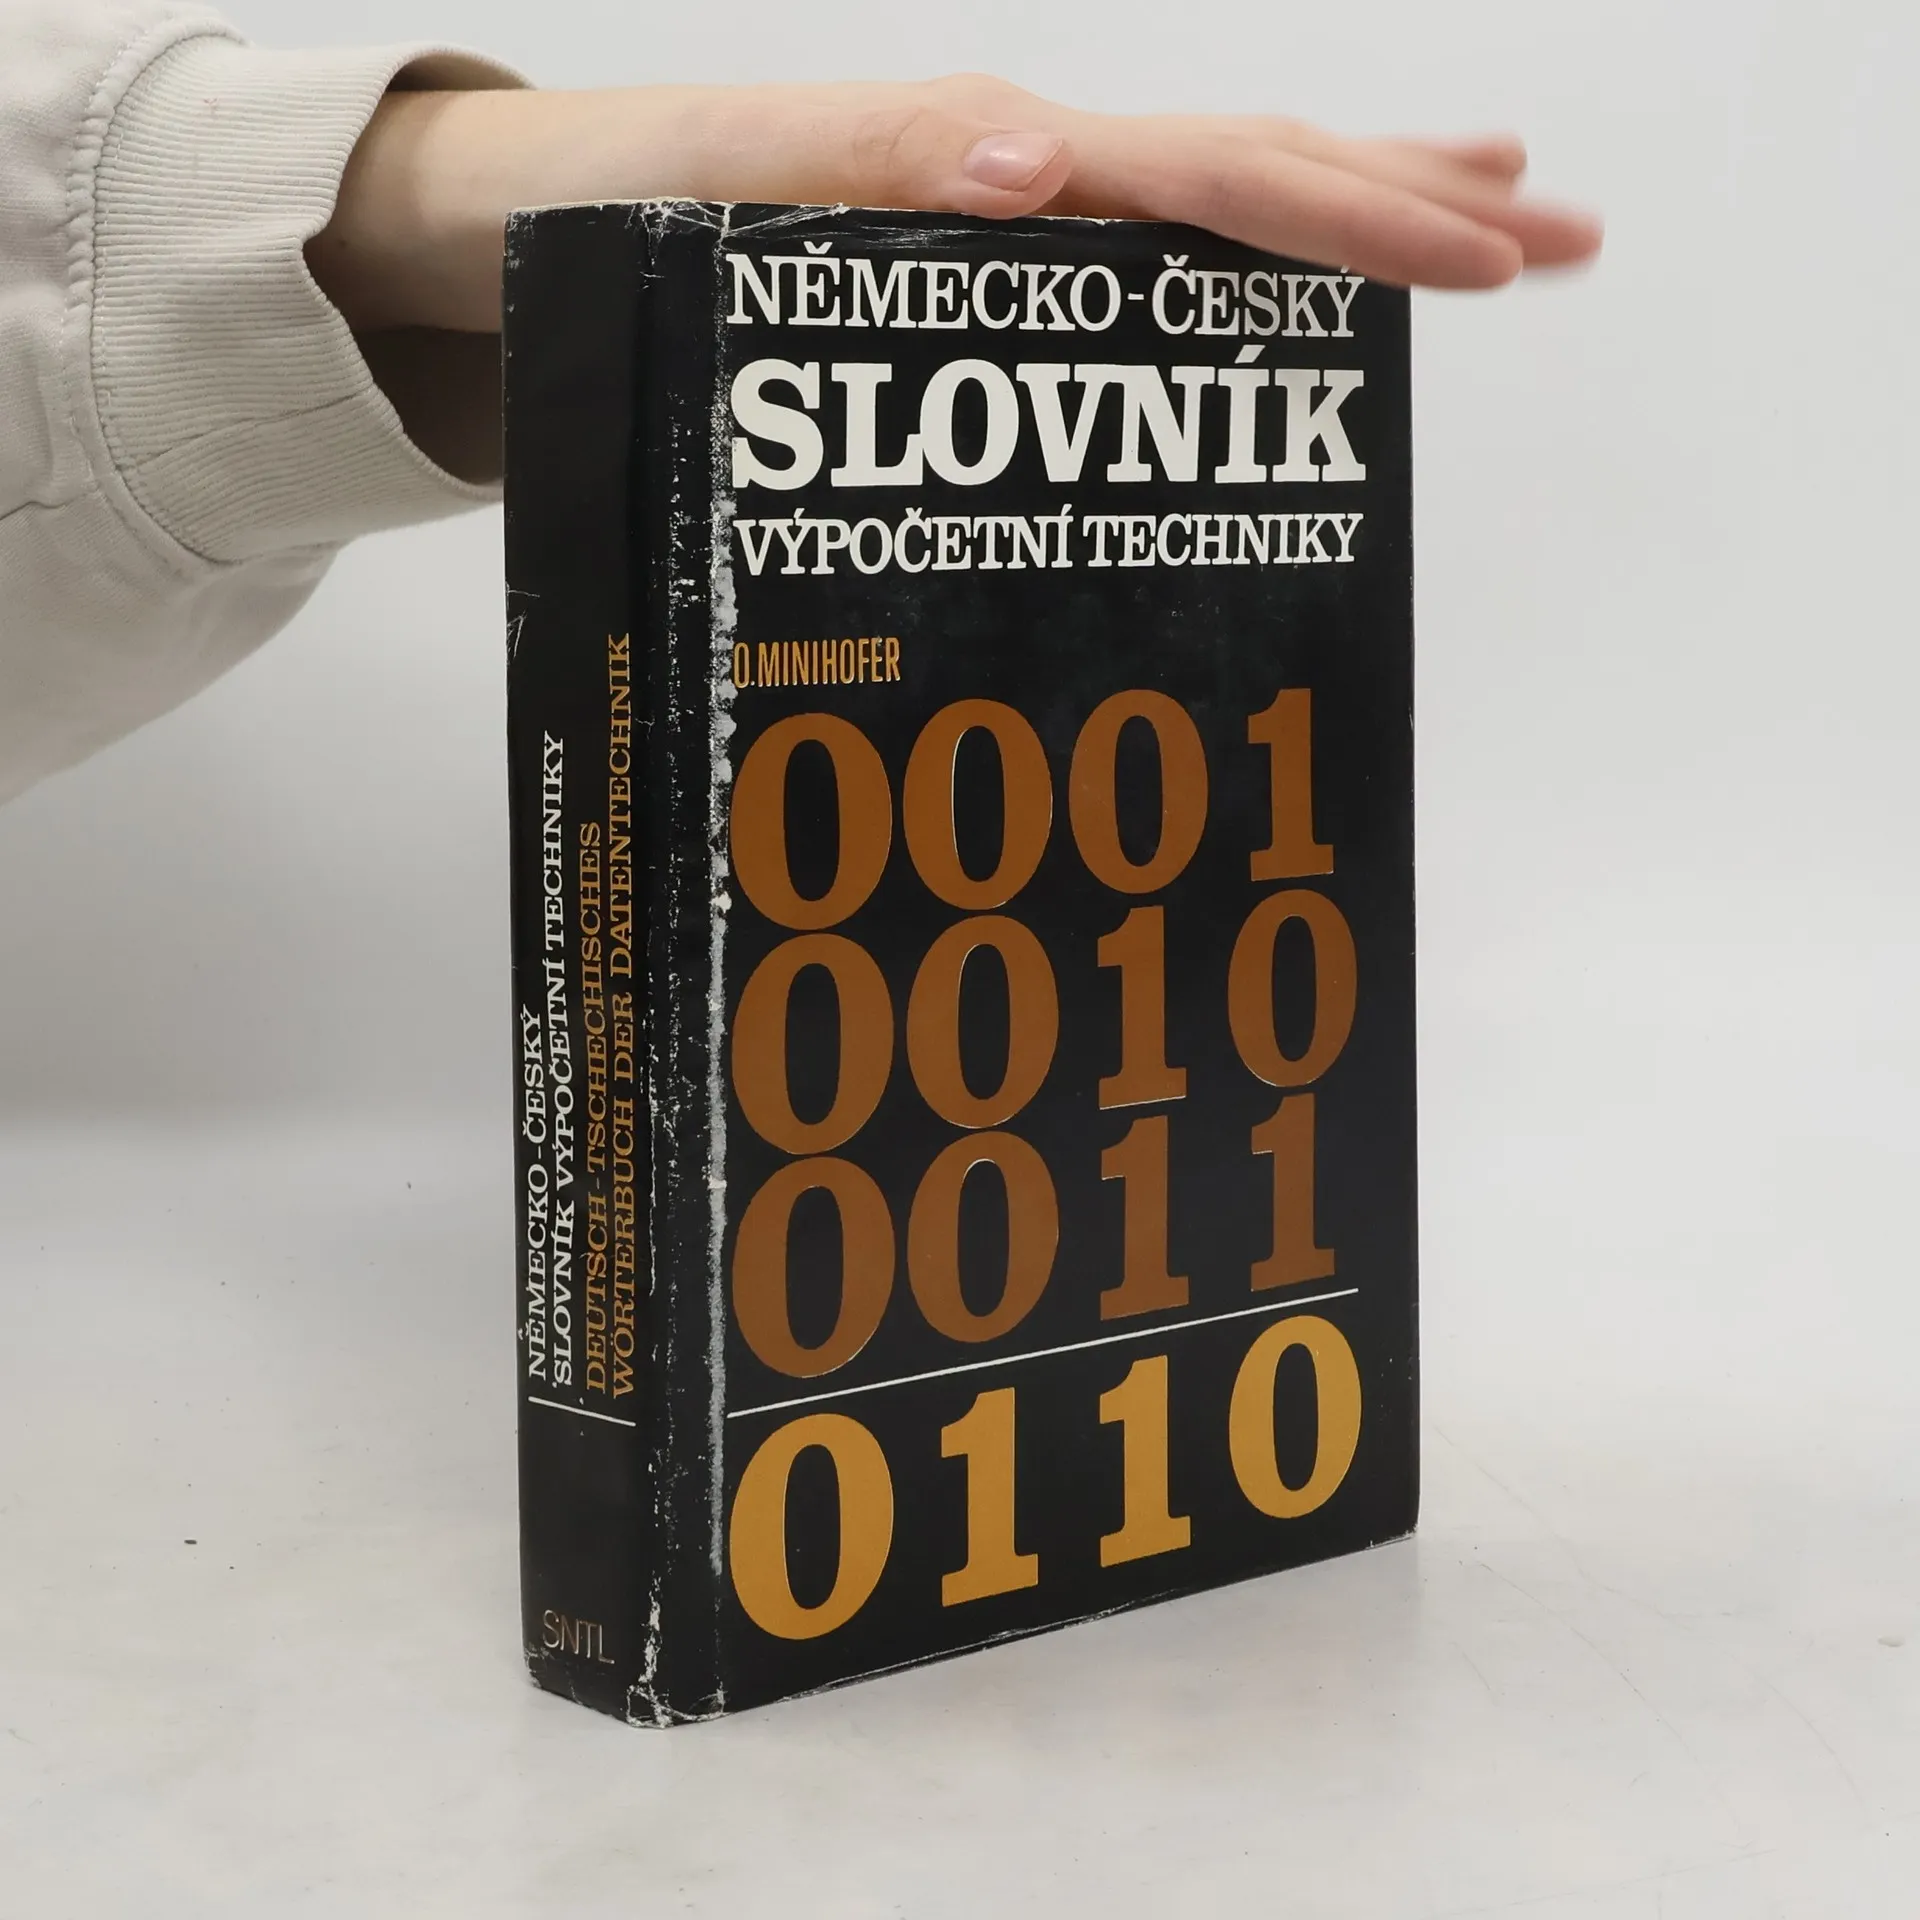 NĚMECKO-ČESKÝ
SLOVNÍK
VÝPOČETNÍ TECHNIKY
O. MINIHOFER
0001
0010
0011
0110
NĚMECKO-ČESKÝ
SLOVNÍK VÝPOČETNÍ TECHNIKY
DEUTSCH-TSCHECHISCHES
WÖRTERBUCH DER DATENTECHNIK
SNTL